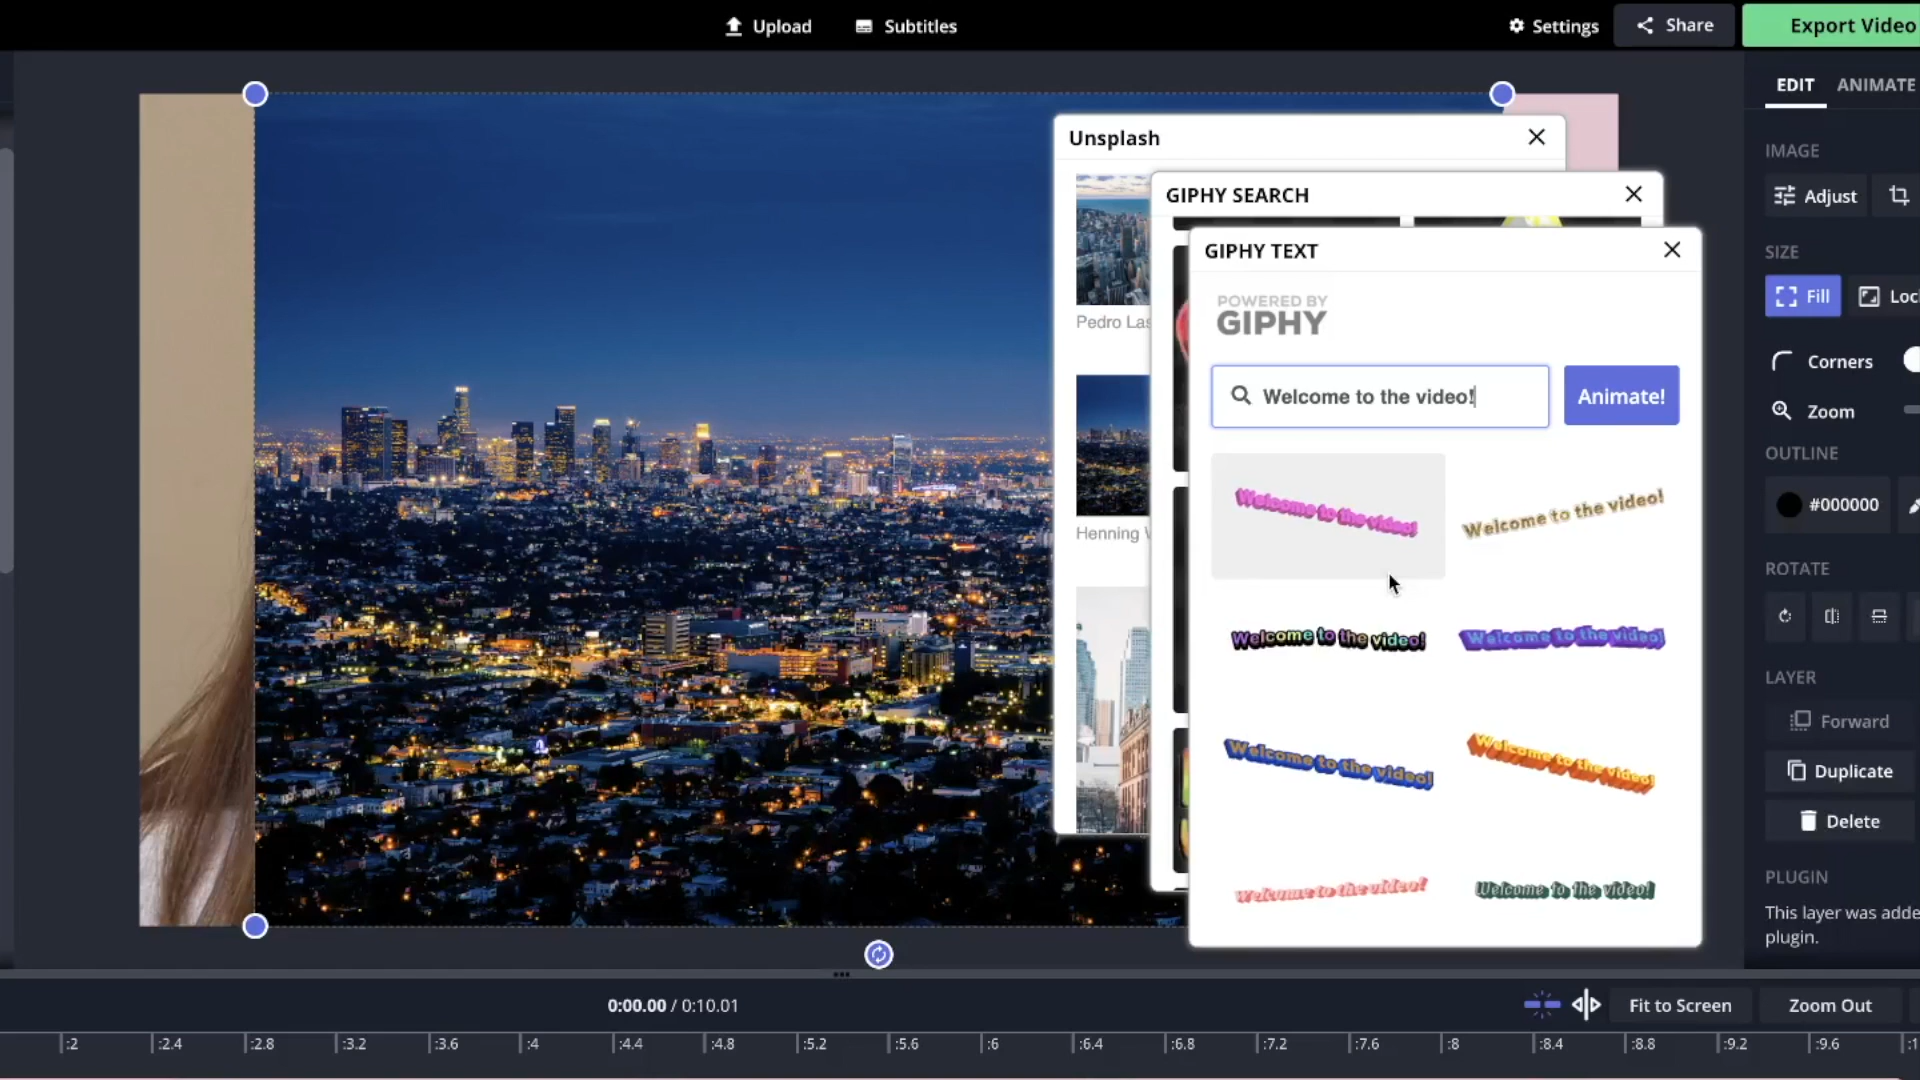 Upload
Subtitles
Settings
Share
Export Video
EDIT
ANIMATE
IMAGE
Adjust
SIZE
Fill
Corners
Zoom
OUTLINE
#000000
ROTATE
LAYER
Forward
Duplicate
Delete
PLUGIN
This layer was adde
plugin.
Unsplash
Pedro Las
Henning
GIPHY SEARCH
GIPHY TEXT
POWERED BY
GIPHY
Welcome to the video!
Animate!
Welcome to the video!
Welcome to the video!
Welcome to the video!
Welcome to the video!
Welcome to the video!
Welcome to the video!
Welcome to the video!
Welcome to the video!
0:00.00 / 0:10.01
Fit to Screen
Zoom Out
:2 :2.4 :2.8 :3.2 :3.6 :4 :4.4 :4.8 :5.2 :5.6 :6 :6.4 :6.8 :7.2 :7.6 :8 :8.4 :8.8 :9.2 :9.6